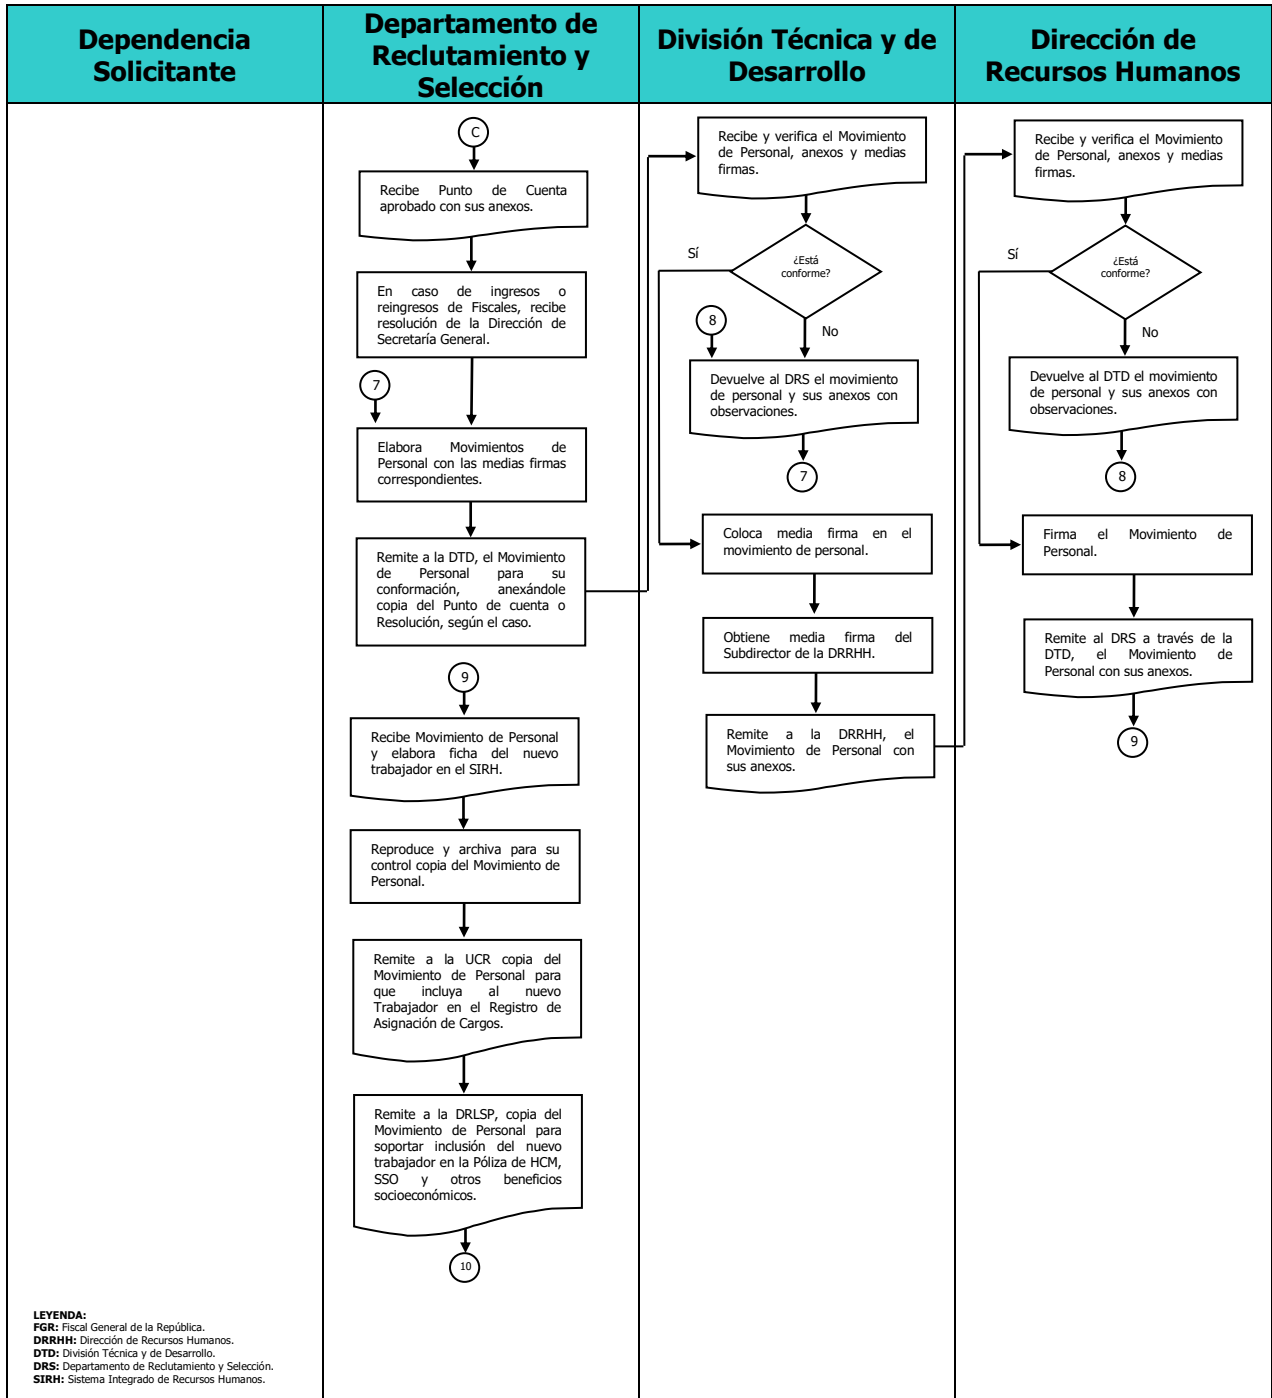 Dependencia
Solicitante
Departamento de
Reclutamiento y
Selección
División Técnica y de
Desarrollo
Dirección de
Recursos Humanos
C
Recibe Punto de Cuenta
aprobado con sus anexos.
En caso de ingresos o
reingresos de Fiscales, recibe
resolución de la Dirección de
Secretaría General.
7
Elabora Movimientos de
Personal con las medias firmas
correspondientes.
Remite a la DTD, el Movimiento
de Personal para su
conformación, anexándole
copia del Punto de cuenta o
Resolución, según el caso.
9
Recibe Movimiento de Personal
y elabora ficha del nuevo
trabajador en el SIRH.
Reproduce y archiva para su
control copia del Movimiento de
Personal.
Remite a la UCR copia del
Movimiento de Personal para
que incluya al nuevo
Trabajador en el Registro de
Asignación de Cargos.
Remite a la DRLSP, copia del
Movimiento de Personal para
soportar inclusión del nuevo
trabajador en la Póliza de HCM,
SSO y otros beneficios
socioeconómicos.
10
Recibe y verifica el Movimiento
de Personal, anexos y medias
firmas.
¿Está
conforme?
Sí
No
8
Devuelve al DRS el movimiento
de personal y sus anexos con
observaciones.
7
Coloca media firma en el
movimiento de personal.
Obtiene media firma del
Subdirector de la DRRHH.
Remite a la DRRHH, el
Movimiento de Personal con
sus anexos.
Recibe y verifica el Movimiento
de Personal, anexos y medias
firmas.
¿Está
conforme?
Sí
No
Devuelve al DTD el movimiento
de personal y sus anexos con
observaciones.
8
Firma el Movimiento de
Personal.
Remite al DRS a través de la
DTD, el Movimiento de
Personal con sus anexos.
9
LEYENDA:
FGR: Fiscal General de la República.
DRRHH: Dirección de Recursos Humanos.
DTD: División Técnica y de Desarrollo.
DRS: Departamento de Reclutamiento y Selección.
SIRH: Sistema Integrado de Recursos Humanos.